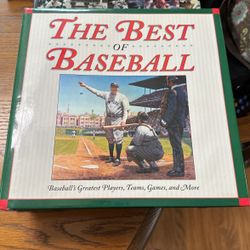 THE BEST
OF
BASEBALL
Baseball's Greatest Players, Teams, Games, and More